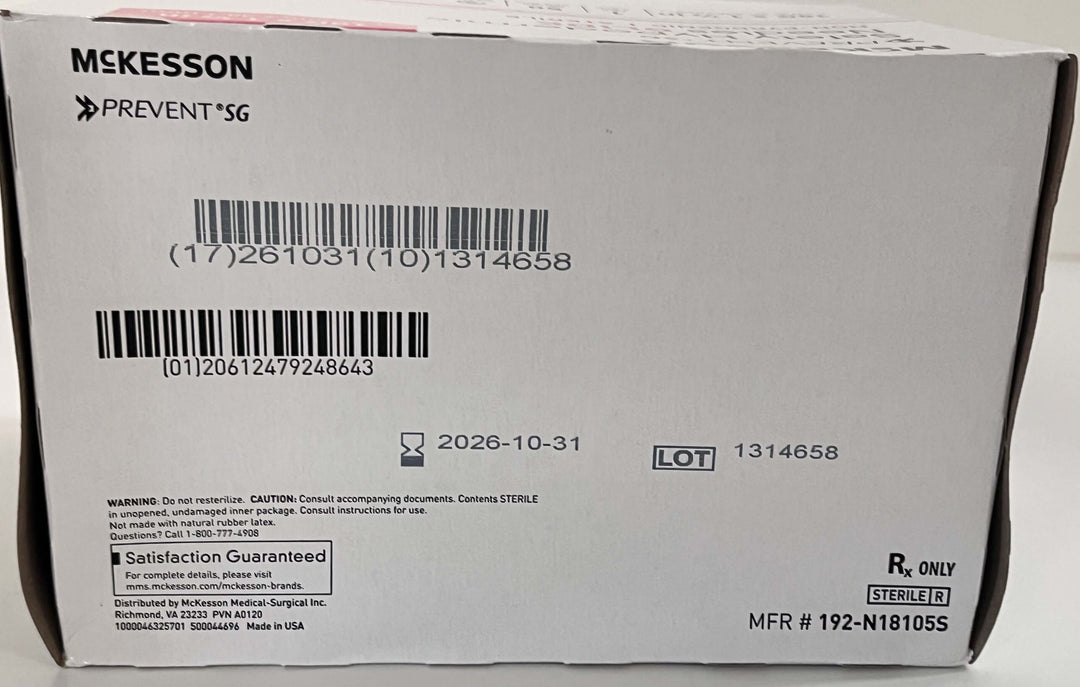 McKESSON
PREVENT®SG
(17)261031(10)1314658
(01)20612479248643
2026-10-31
LOT 1314658
WARNING: Do not resterilize. CAUTION: Consult accompanying documents. Contents STERILE
in unopened, undamaged inner package. Consult instructions for use.
Not made with natural rubber latex.
Questions? Call 1-800-777-4908
Satisfaction Guaranteed
For complete details, please visit
mms.mckesson.com/mckesson-brands.
Distributed by McKesson Medical-Surgical Inc.
Richmond, VA 23233 PVN A0120
1000046325701 S00044696 Made in USA
Rx ONLY
STERILE R
MFR # 192-N18105S